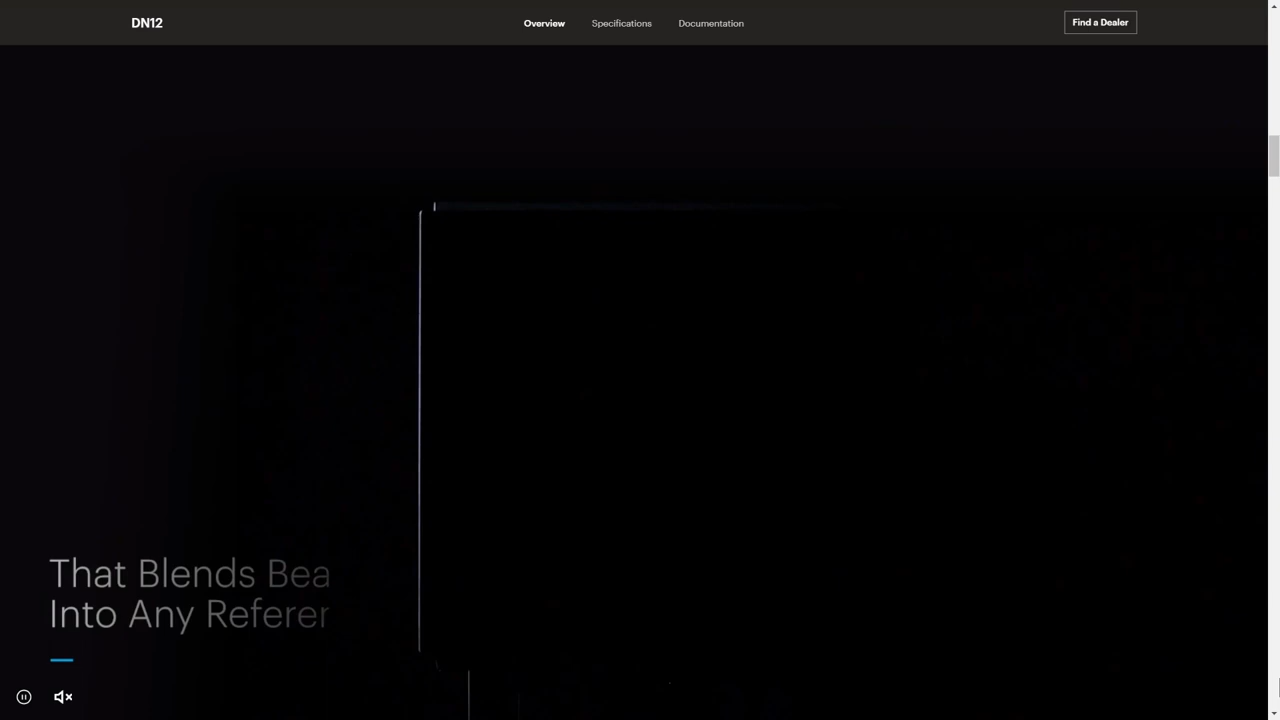 DN12
Overview
Specifications
Documentation
Find a Dealer
That Blends Bea
Into Any Referer